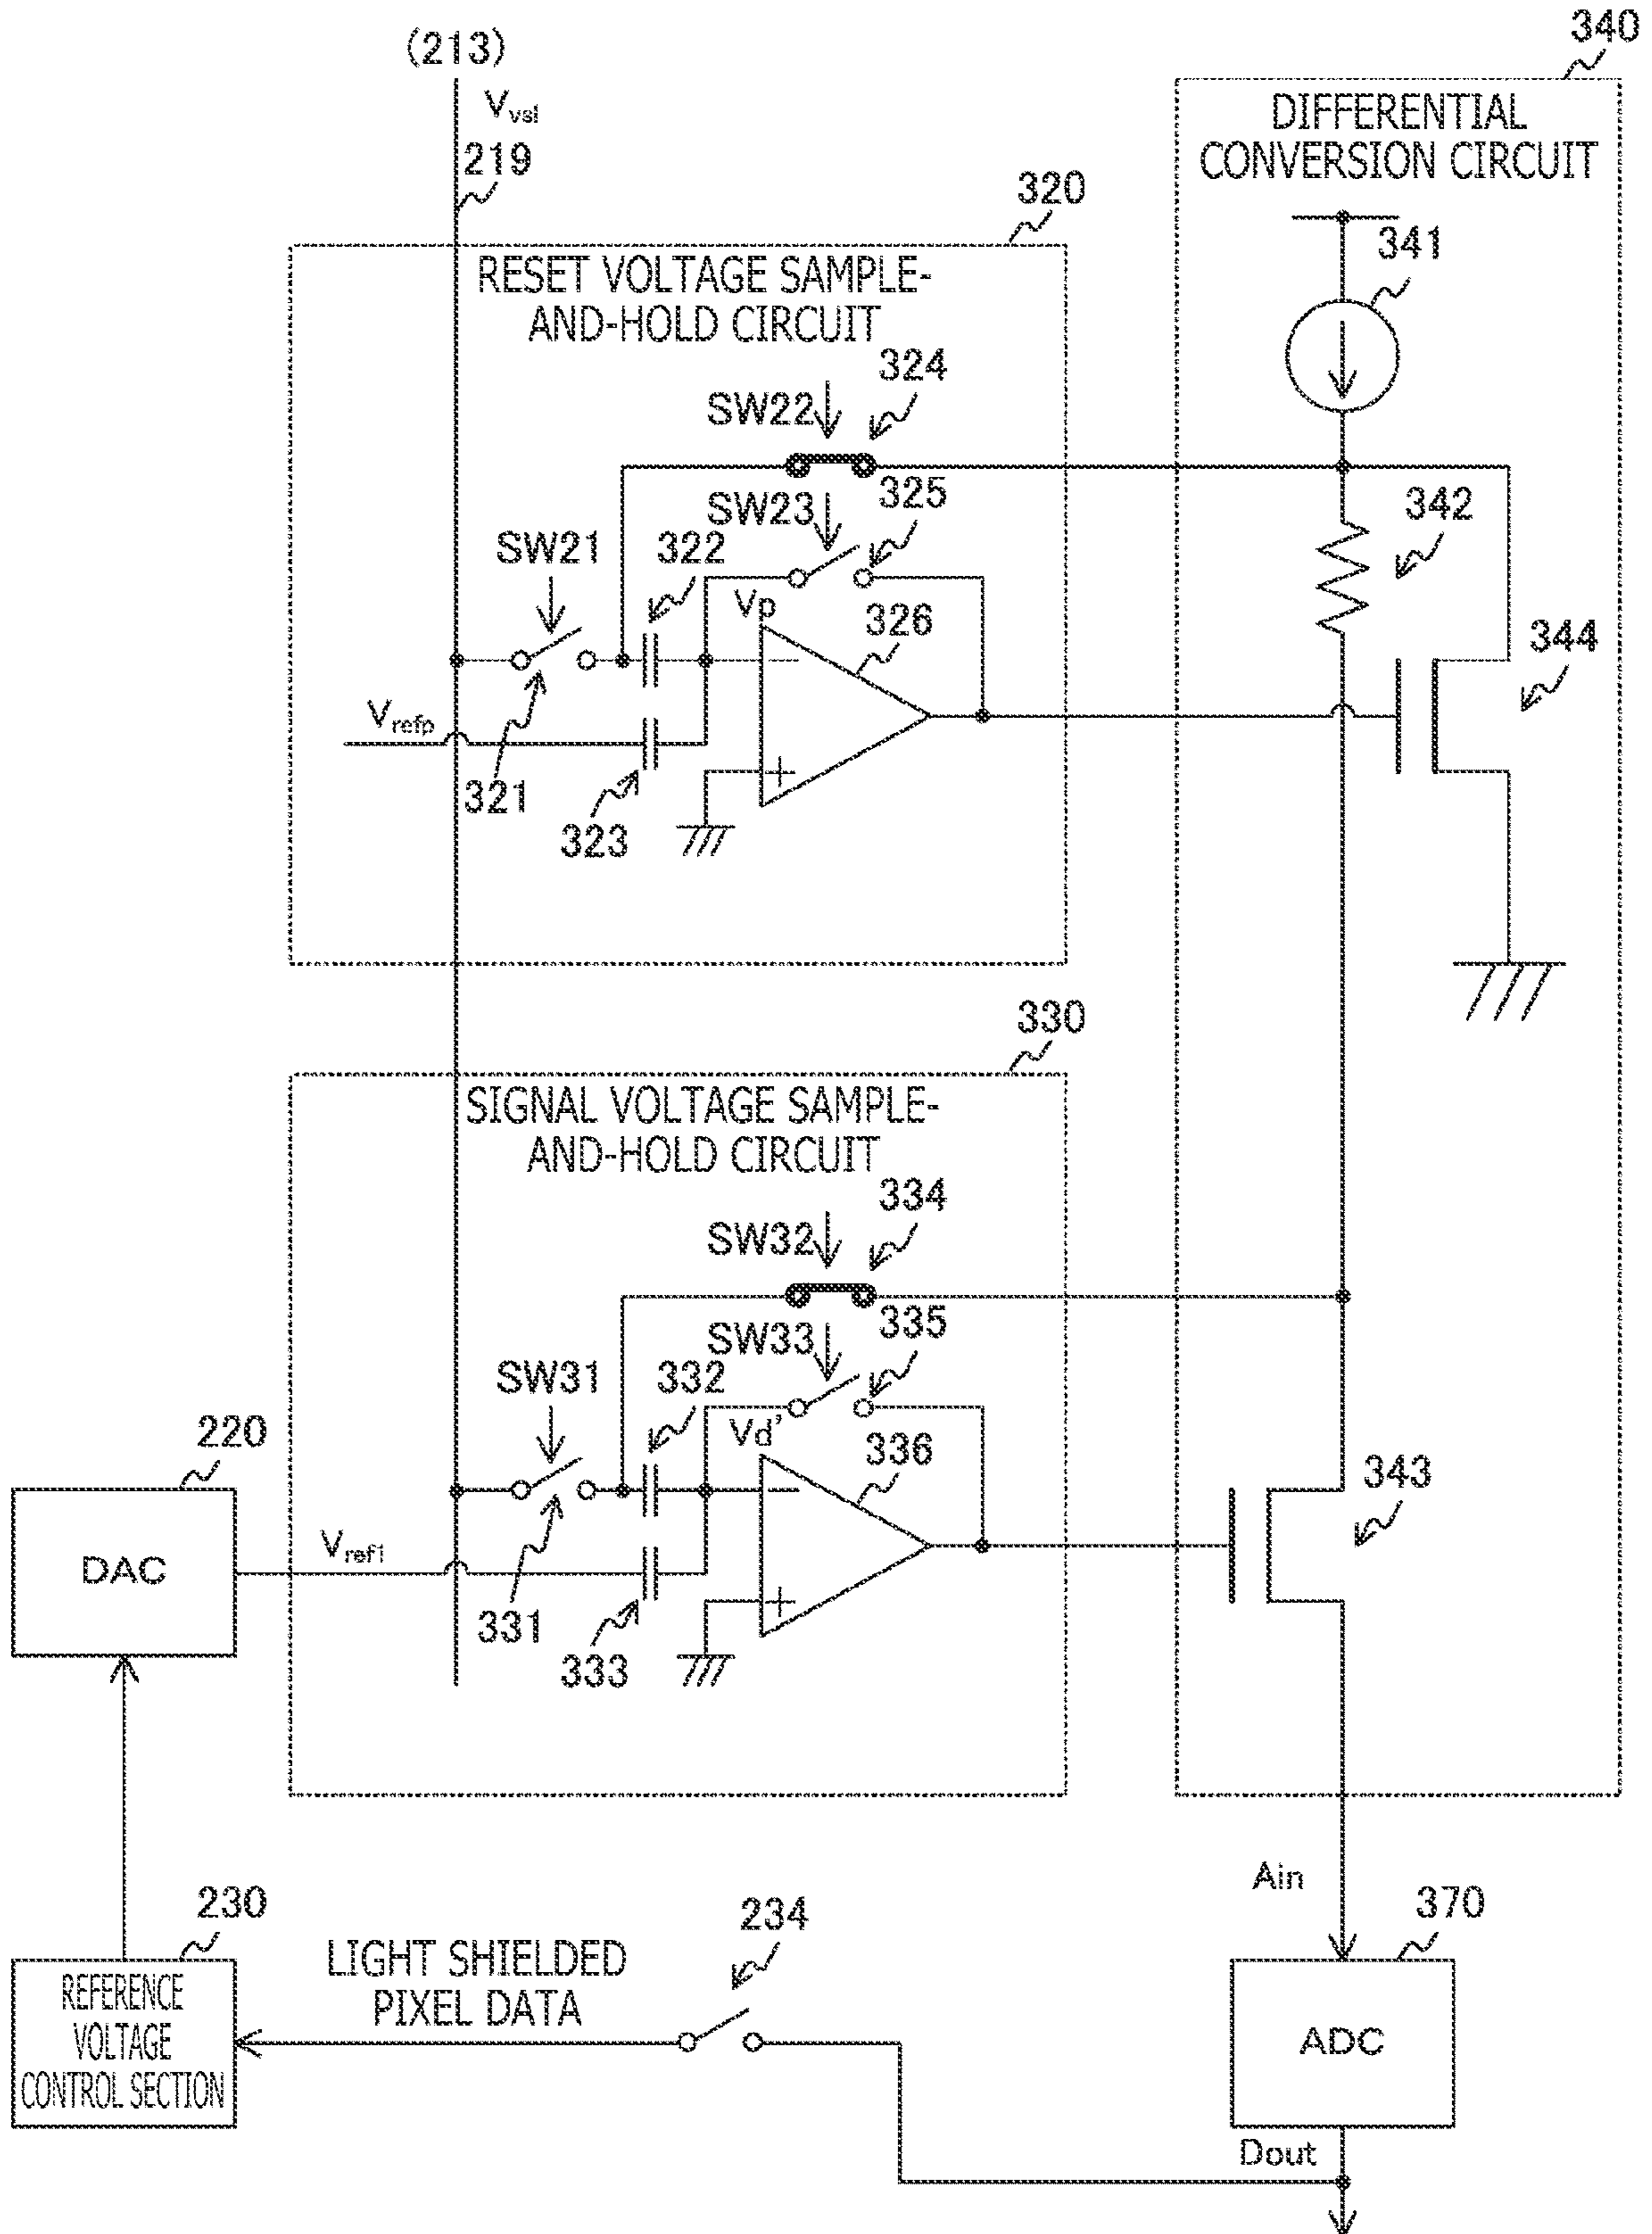 340
(213)
Vvsl
219
DIFFERENTIAL
CONVERSION CIRCUIT
320
341
RESET VOLTAGE SAMPLE-
AND-HOLD CIRCUIT
324
SW22
325
SW23
342
SW21
322
Vp
326
344
Vrefp
321
323
330
SIGNAL VOLTAGE SAMPLE-
AND-HOLD CIRCUIT
334
SW32
335
SW33
SW31
332
220
Vd'
336
343
DAC
Vref1
331
333
Ain
230
234
370
LIGHT SHIELDED
PIXEL DATA
REFERENCE
VOLTAGE
CONTROL SECTION
ADC
Dout